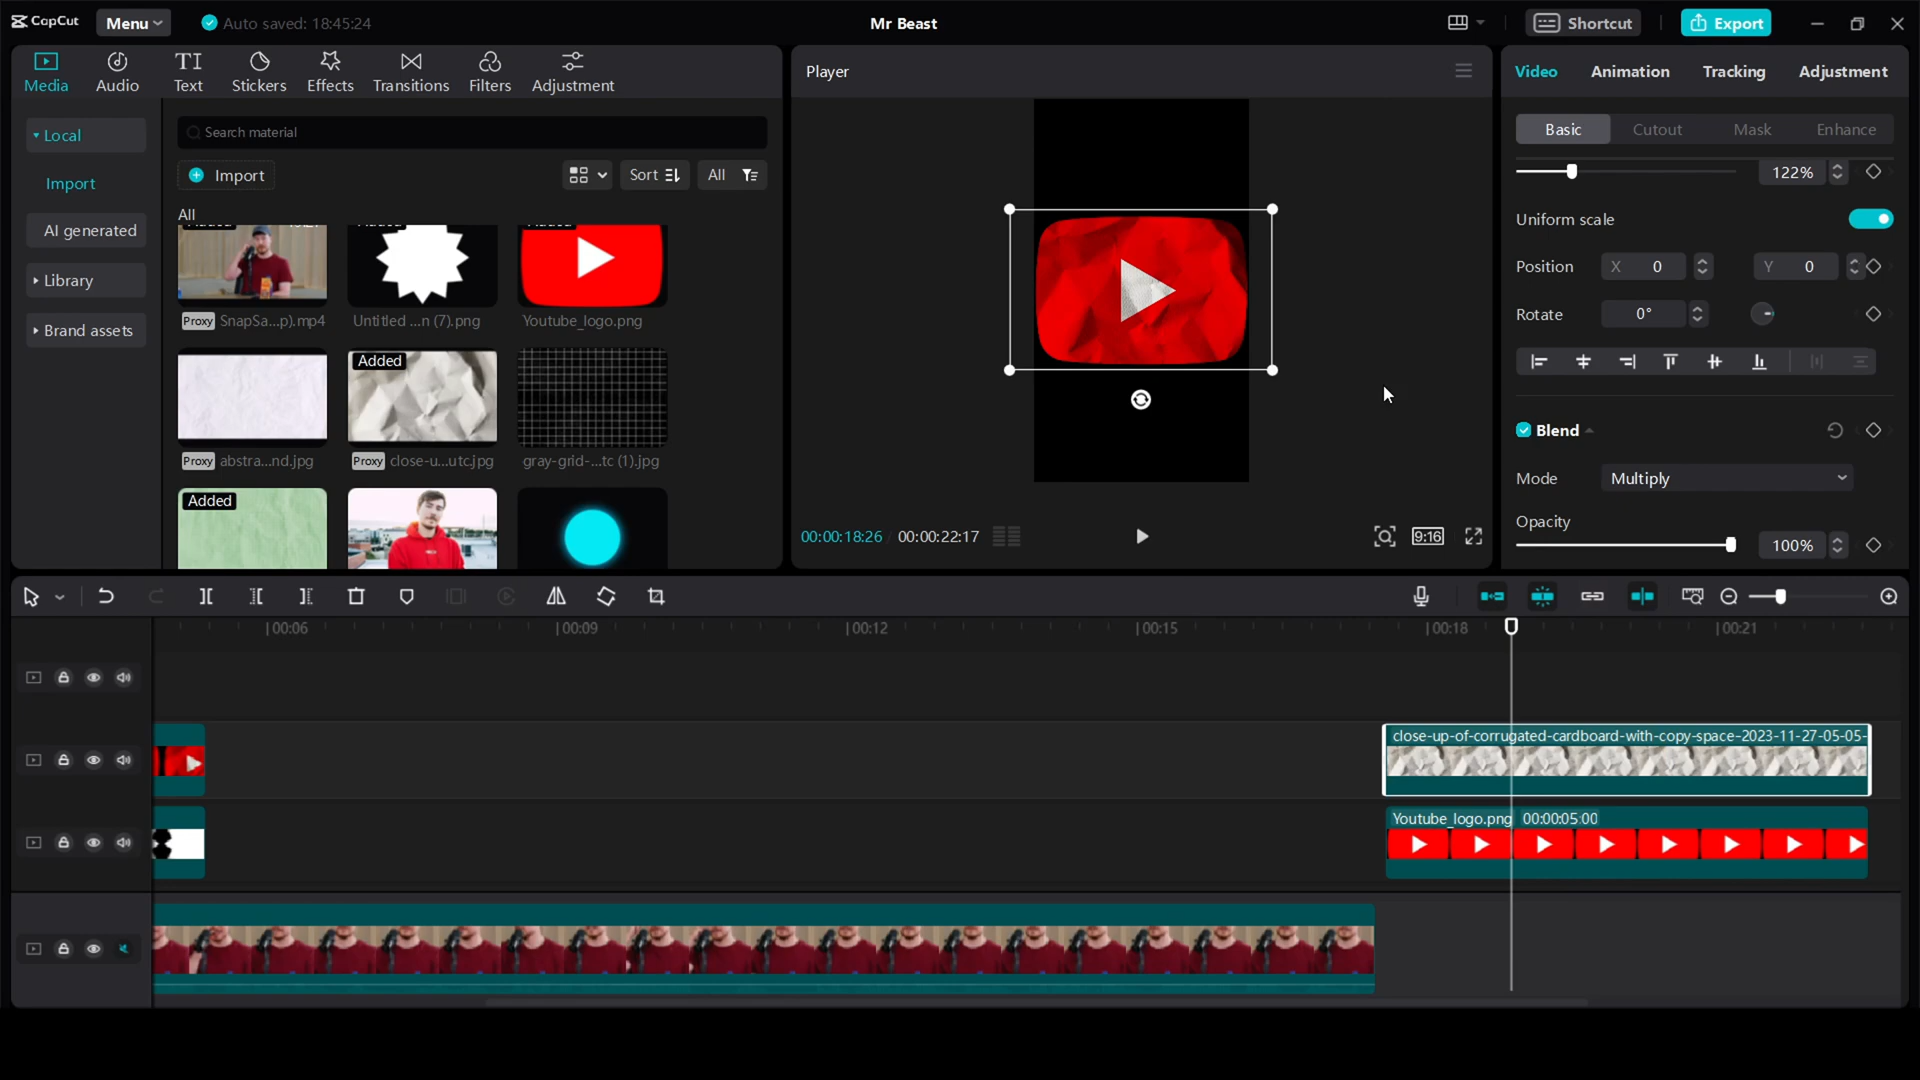 CapCut
Menu
Auto saved: 18:45:24
Mr Beast
Shortcut
Export
Media
Audio
TI
Text
Stickers
Effects
Transitions
Filters
Adjustment
Local
Import
AI generated
Library
Brand assets
Search material
Import
Sort
All
All
Proxy SnapSa...p).mp4
Untitled ...n (7).png
Youtube_logo.png
Added
Proxy abstra...nd.jpg
Proxy close-u...utc.jpg
gray-grid-...tc (1).jpg
Added
Player
00:00:18:26 / 00:00:22:17
9:16
Video
Animation
Tracking
Adjustment
Basic
Cutout
Mask
Enhance
122%
Uniform scale
Position X 0 Y 0
Rotate 0°
Blend
Mode Multiply
Opacity
100%
00:06
00:09
00:12
00:15
00:18
00:21
close-up-of-corrugated-cardboard-with-copy-space-2023-11-27-05-05-
Youtube_logo.png 00:00:05:00